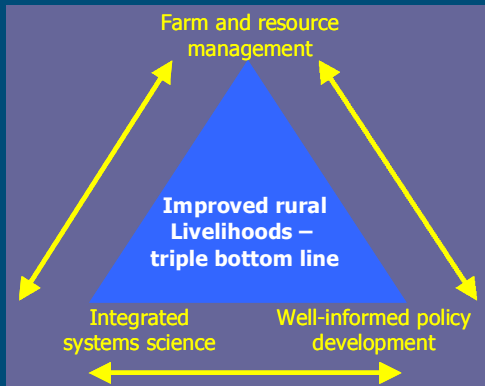 Farm and resource
management
Improved rural
Livelihoods –
triple bottom line
Integrated
systems science
Well-informed policy
development